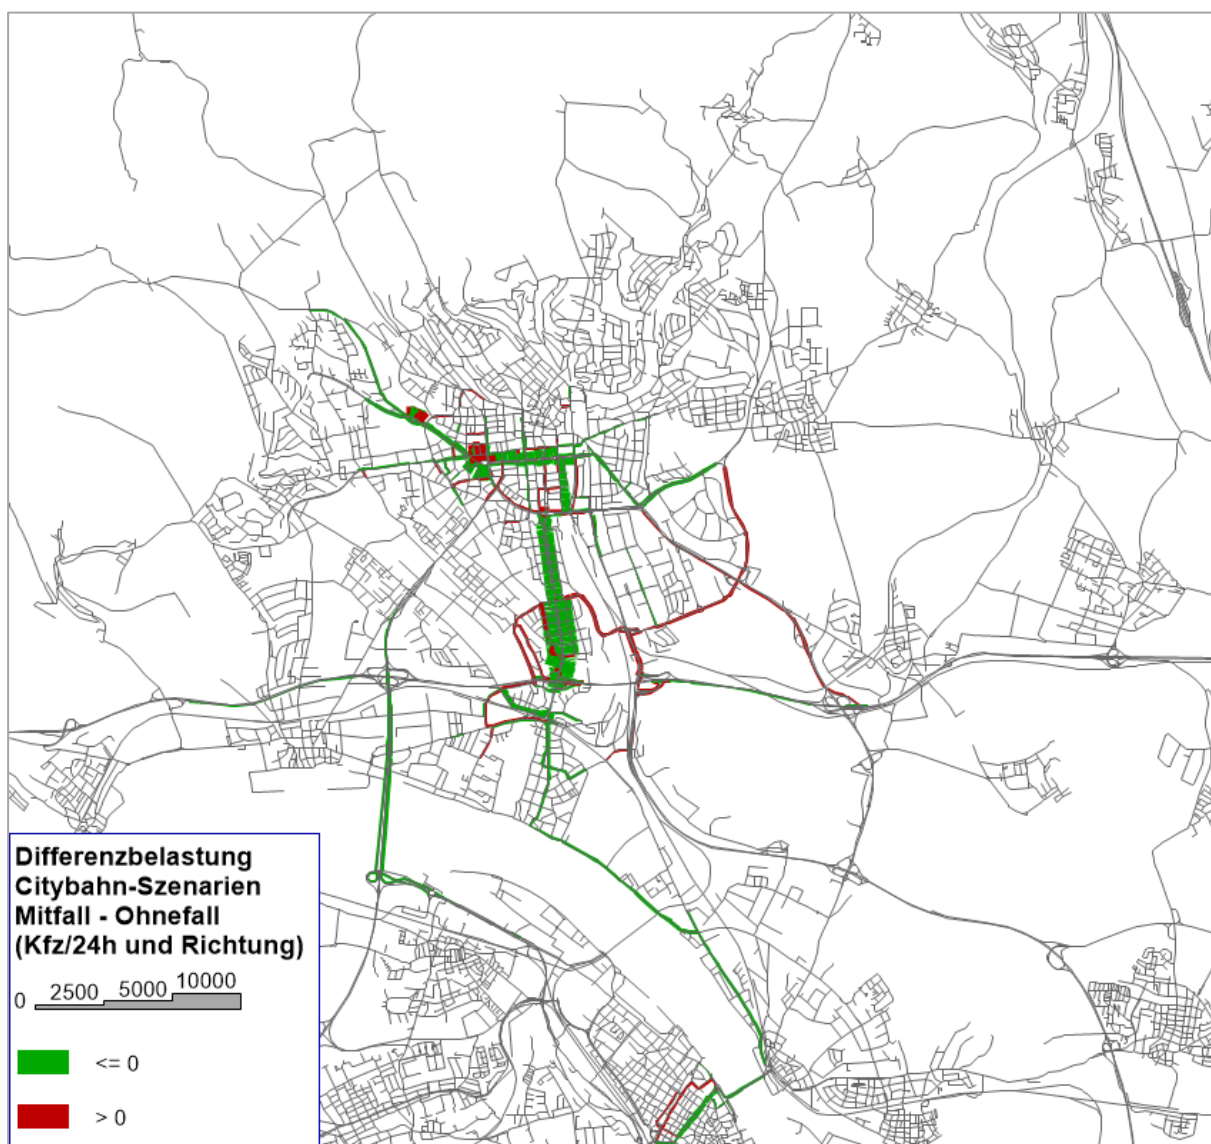 Differenzbelastung
Citybahn-Szenarien
Mitfall - Ohnefall
(Kfz/24h und Richtung)
0 2500 5000 10000
<= 0
> 0